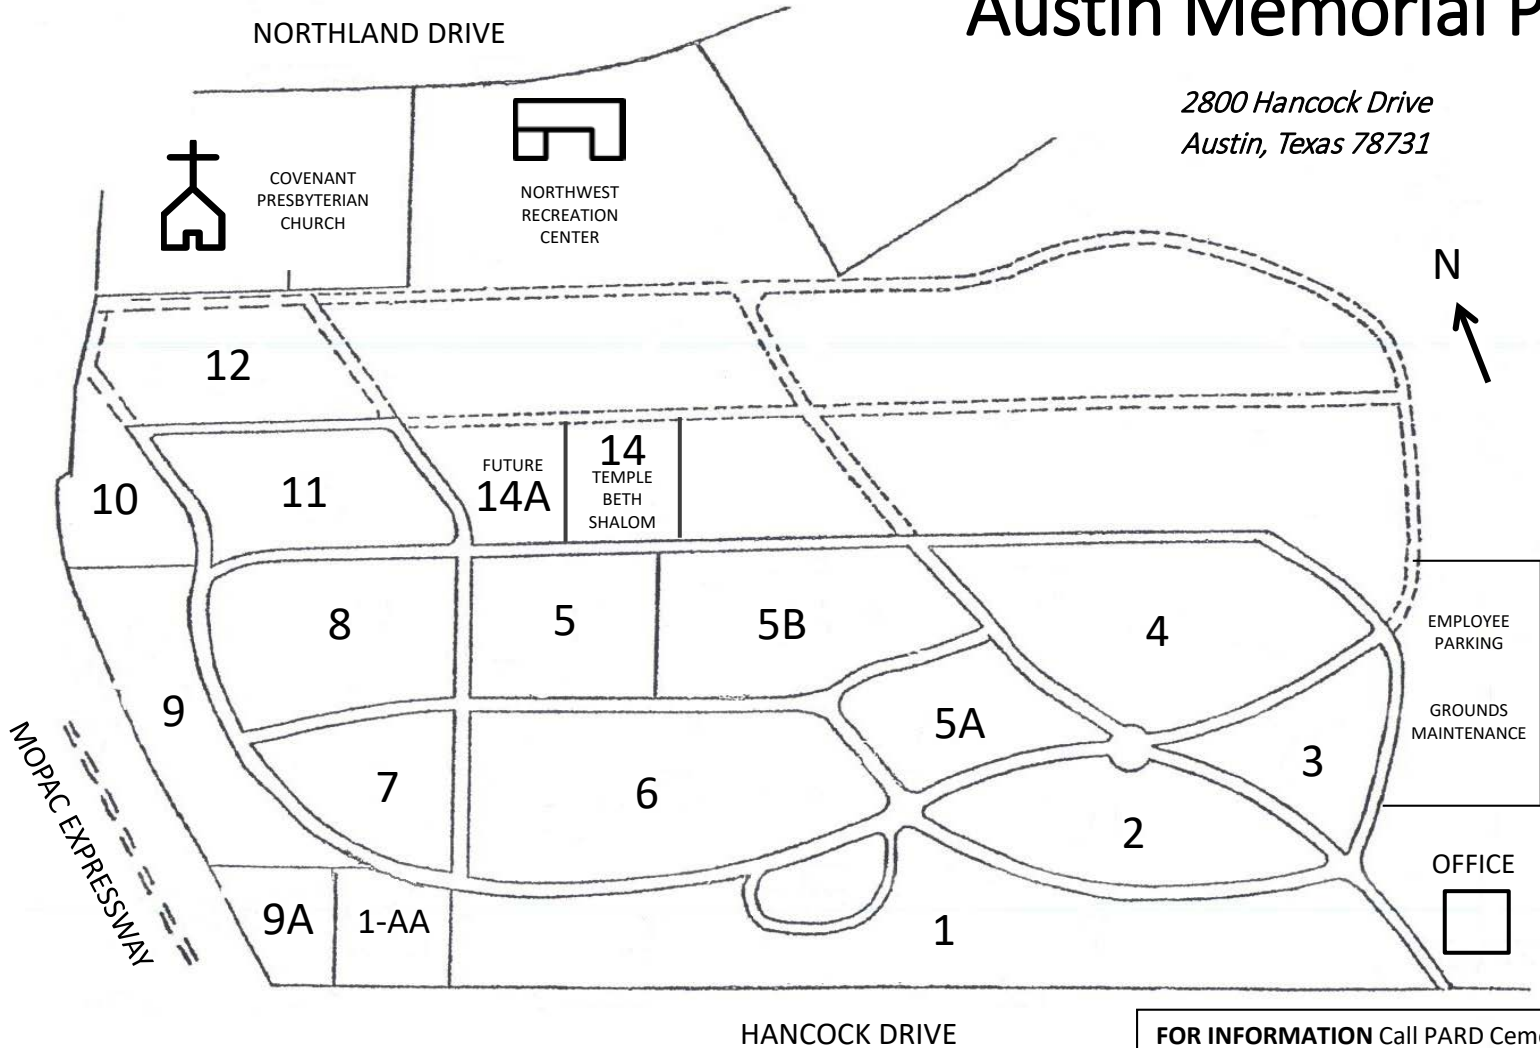 Austin Memorial P
NORTHLAND DRIVE
2800 Hancock Drive
Austin, Texas 78731
COVENANT
PRESBYTERIAN
CHURCH
NORTHWEST
RECREATION
CENTER
N
12
10
11
FUTURE
14A
14
TEMPLE
BETH
SHALOM
8
5
5B
4
EMPLOYEE
PARKING
9
5A
3
GROUNDS
MAINTENANCE
MOPAC EXPRESSWAY
7
6
2
OFFICE
9A
1-AA
1
HANCOCK DRIVE
FOR INFORMATION Call PARD Ceme